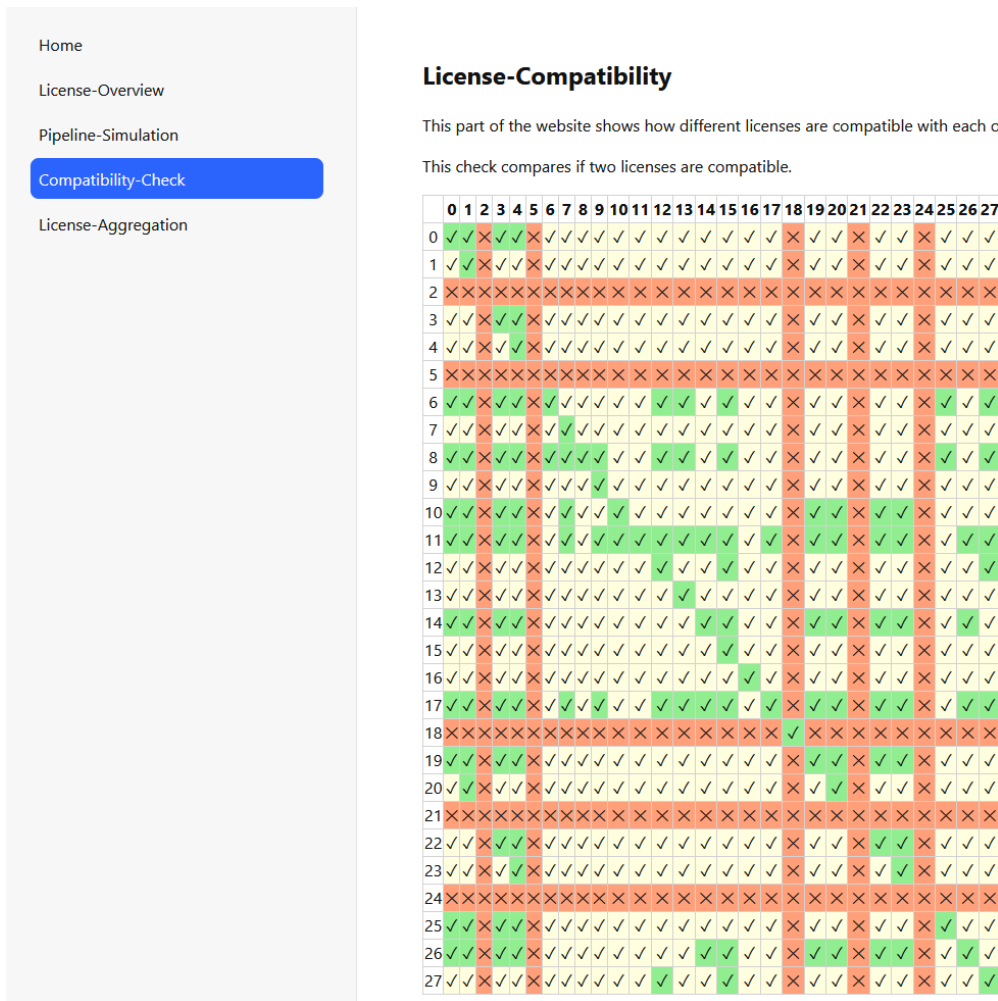 Home
License-Overview
Pipeline-Simulation
Compatibility-Check
License-Aggregation
License-Compatibility
This part of the website shows how different licenses are compatible with each o
This check compares if two licenses are compatible.
0 1 2 3 4 5 6 7 8 9 10 11 12 13 14 15 16 17 18 19 20 21 22 23 24 25 26 27
0 ✓ ✓ ✕ ✓ ✓ ✕ ✓ ✓ ✓ ✓ ✓ ✓ ✓ ✓ ✓ ✓ ✓ ✓ ✕ ✓ ✓ ✕ ✓ ✓ ✕ ✓ ✓ ✓
1 ✓ ✓ ✕ ✓ ✓ ✕ ✓ ✓ ✓ ✓ ✓ ✓ ✓ ✓ ✓ ✓ ✓ ✓ ✕ ✓ ✓ ✕ ✓ ✓ ✕ ✓ ✓ ✓
2 ✕ ✕ ✕ ✕ ✕ ✕ ✕ ✕ ✕ ✕ ✕ ✕ ✕ ✕ ✕ ✕ ✕ ✕ ✕ ✕ ✕ ✕ ✕ ✕ ✕ ✕ ✕ ✕
3 ✓ ✓ ✕ ✓ ✓ ✕ ✓ ✓ ✓ ✓ ✓ ✓ ✓ ✓ ✓ ✓ ✓ ✓ ✕ ✓ ✓ ✕ ✓ ✓ ✕ ✓ ✓ ✓
4 ✓ ✓ ✕ ✓ ✓ ✕ ✓ ✓ ✓ ✓ ✓ ✓ ✓ ✓ ✓ ✓ ✓ ✓ ✕ ✓ ✓ ✕ ✓ ✓ ✕ ✓ ✓ ✓
5 ✕ ✕ ✕ ✕ ✕ ✕ ✕ ✕ ✕ ✕ ✕ ✕ ✕ ✕ ✕ ✕ ✕ ✕ ✕ ✕ ✕ ✕ ✕ ✕ ✕ ✕ ✕ ✕
6 ✓ ✓ ✕ ✓ ✓ ✕ ✓ ✓ ✓ ✓ ✓ ✓ ✓ ✓ ✓ ✓ ✓ ✓ ✕ ✓ ✓ ✕ ✓ ✓ ✕ ✓ ✓ ✓
7 ✓ ✓ ✕ ✓ ✓ ✕ ✓ ✓ ✓ ✓ ✓ ✓ ✓ ✓ ✓ ✓ ✓ ✓ ✕ ✓ ✓ ✕ ✓ ✓ ✕ ✓ ✓ ✓
8 ✓ ✓ ✕ ✓ ✓ ✕ ✓ ✓ ✓ ✓ ✓ ✓ ✓ ✓ ✓ ✓ ✓ ✓ ✕ ✓ ✓ ✕ ✓ ✓ ✕ ✓ ✓ ✓
9 ✓ ✓ ✕ ✓ ✓ ✕ ✓ ✓ ✓ ✓ ✓ ✓ ✓ ✓ ✓ ✓ ✓ ✓ ✕ ✓ ✓ ✕ ✓ ✓ ✕ ✓ ✓ ✓
10 ✓ ✓ ✕ ✓ ✓ ✕ ✓ ✓ ✓ ✓ ✓ ✓ ✓ ✓ ✓ ✓ ✓ ✓ ✕ ✓ ✓ ✕ ✓ ✓ ✕ ✓ ✓ ✓
11 ✓ ✓ ✕ ✓ ✓ ✕ ✓ ✓ ✓ ✓ ✓ ✓ ✓ ✓ ✓ ✓ ✓ ✓ ✕ ✓ ✓ ✕ ✓ ✓ ✕ ✓ ✓ ✓
12 ✓ ✓ ✕ ✓ ✓ ✕ ✓ ✓ ✓ ✓ ✓ ✓ ✓ ✓ ✓ ✓ ✓ ✓ ✕ ✓ ✓ ✕ ✓ ✓ ✕ ✓ ✓ ✓
13 ✓ ✓ ✕ ✓ ✓ ✕ ✓ ✓ ✓ ✓ ✓ ✓ ✓ ✓ ✓ ✓ ✓ ✓ ✕ ✓ ✓ ✕ ✓ ✓ ✕ ✓ ✓ ✓
14 ✓ ✓ ✕ ✓ ✓ ✕ ✓ ✓ ✓ ✓ ✓ ✓ ✓ ✓ ✓ ✓ ✓ ✓ ✕ ✓ ✓ ✕ ✓ ✓ ✕ ✓ ✓ ✓
15 ✓ ✓ ✕ ✓ ✓ ✕ ✓ ✓ ✓ ✓ ✓ ✓ ✓ ✓ ✓ ✓ ✓ ✓ ✕ ✓ ✓ ✕ ✓ ✓ ✕ ✓ ✓ ✓
16 ✓ ✓ ✕ ✓ ✓ ✕ ✓ ✓ ✓ ✓ ✓ ✓ ✓ ✓ ✓ ✓ ✓ ✓ ✕ ✓ ✓ ✕ ✓ ✓ ✕ ✓ ✓ ✓
17 ✓ ✓ ✕ ✓ ✓ ✕ ✓ ✓ ✓ ✓ ✓ ✓ ✓ ✓ ✓ ✓ ✓ ✓ ✕ ✓ ✓ ✕ ✓ ✓ ✕ ✓ ✓ ✓
18 ✕ ✕ ✕ ✕ ✕ ✕ ✕ ✕ ✕ ✕ ✕ ✕ ✕ ✕ ✕ ✕ ✕ ✕ ✓ ✕ ✕ ✕ ✕ ✕ ✕ ✕ ✕ ✕
19 ✓ ✓ ✕ ✓ ✓ ✕ ✓ ✓ ✓ ✓ ✓ ✓ ✓ ✓ ✓ ✓ ✓ ✓ ✕ ✓ ✓ ✕ ✓ ✓ ✕ ✓ ✓ ✓
20 ✓ ✓ ✕ ✓ ✓ ✕ ✓ ✓ ✓ ✓ ✓ ✓ ✓ ✓ ✓ ✓ ✓ ✓ ✕ ✓ ✓ ✕ ✓ ✓ ✕ ✓ ✓ ✓
21 ✕ ✕ ✕ ✕ ✕ ✕ ✕ ✕ ✕ ✕ ✕ ✕ ✕ ✕ ✕ ✕ ✕ ✕ ✕ ✕ ✕ ✕ ✕ ✕ ✕ ✕ ✕ ✕
22 ✓ ✓ ✕ ✓ ✓ ✕ ✓ ✓ ✓ ✓ ✓ ✓ ✓ ✓ ✓ ✓ ✓ ✓ ✕ ✓ ✓ ✕ ✓ ✓ ✕ ✓ ✓ ✓
23 ✓ ✓ ✕ ✓ ✓ ✕ ✓ ✓ ✓ ✓ ✓ ✓ ✓ ✓ ✓ ✓ ✓ ✓ ✕ ✓ ✓ ✕ ✓ ✓ ✕ ✓ ✓ ✓
24 ✕ ✕ ✕ ✕ ✕ ✕ ✕ ✕ ✕ ✕ ✕ ✕ ✕ ✕ ✕ ✕ ✕ ✕ ✕ ✕ ✕ ✕ ✕ ✕ ✕ ✕ ✕ ✕
25 ✓ ✓ ✕ ✓ ✓ ✕ ✓ ✓ ✓ ✓ ✓ ✓ ✓ ✓ ✓ ✓ ✓ ✓ ✕ ✓ ✓ ✕ ✓ ✓ ✕ ✓ ✓ ✓
26 ✓ ✓ ✕ ✓ ✓ ✕ ✓ ✓ ✓ ✓ ✓ ✓ ✓ ✓ ✓ ✓ ✓ ✓ ✕ ✓ ✓ ✕ ✓ ✓ ✕ ✓ ✓ ✓
27 ✓ ✓ ✕ ✓ ✓ ✕ ✓ ✓ ✓ ✓ ✓ ✓ ✓ ✓ ✓ ✓ ✓ ✓ ✕ ✓ ✓ ✕ ✓ ✓ ✕ ✓ ✓ ✓